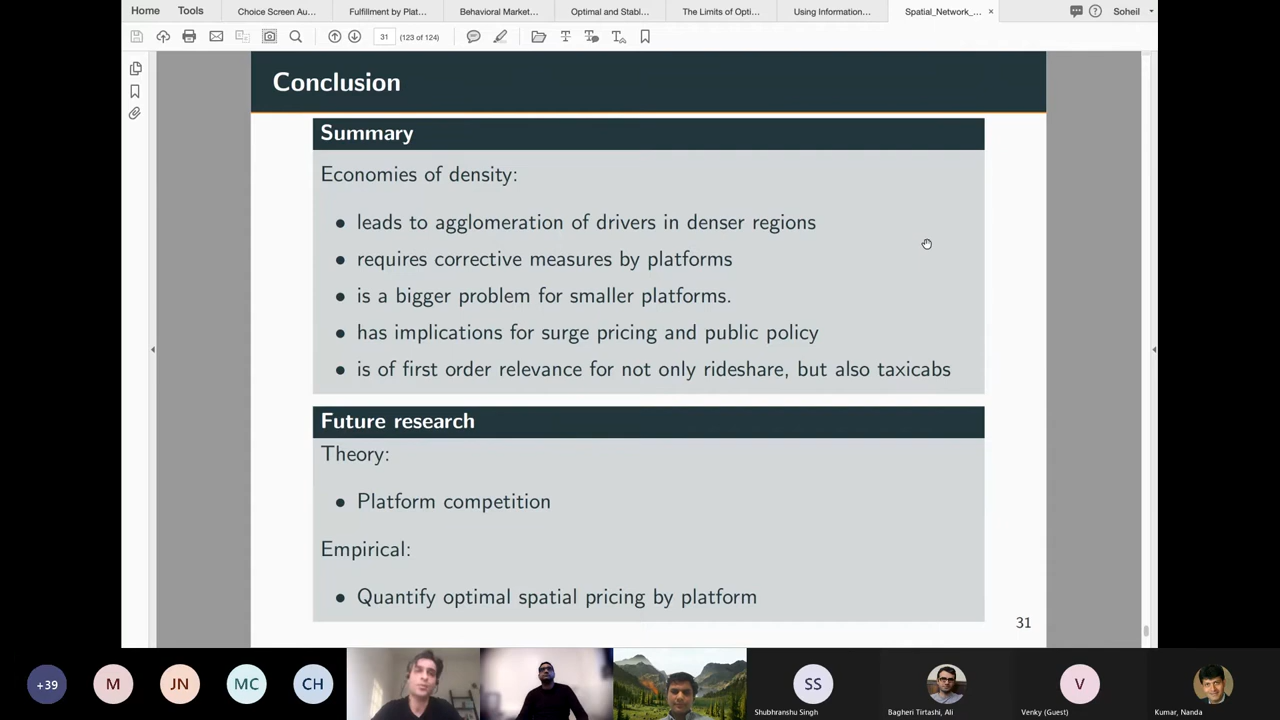 Home Tools Choice Screen Au... Fulfillment by Plat... Behavioral Market... Optimal and Stabl... The Limits of Opti... Using Information... Spatial_Network_... × Soheil
31 (123 of 124)
Conclusion
Summary
Economies of density:
• leads to agglomeration of drivers in denser regions
• requires corrective measures by platforms
• is a bigger problem for smaller platforms.
• has implications for surge pricing and public policy
• is of first order relevance for not only rideshare, but also taxicabs
Future research
Theory:
• Platform competition
Empirical:
• Quantify optimal spatial pricing by platform
31
+39 M JN MC CH SS V
Shubhranshu Singh Bagheri Tirtashi, Ali Venky (Guest) Kumar, Nanda